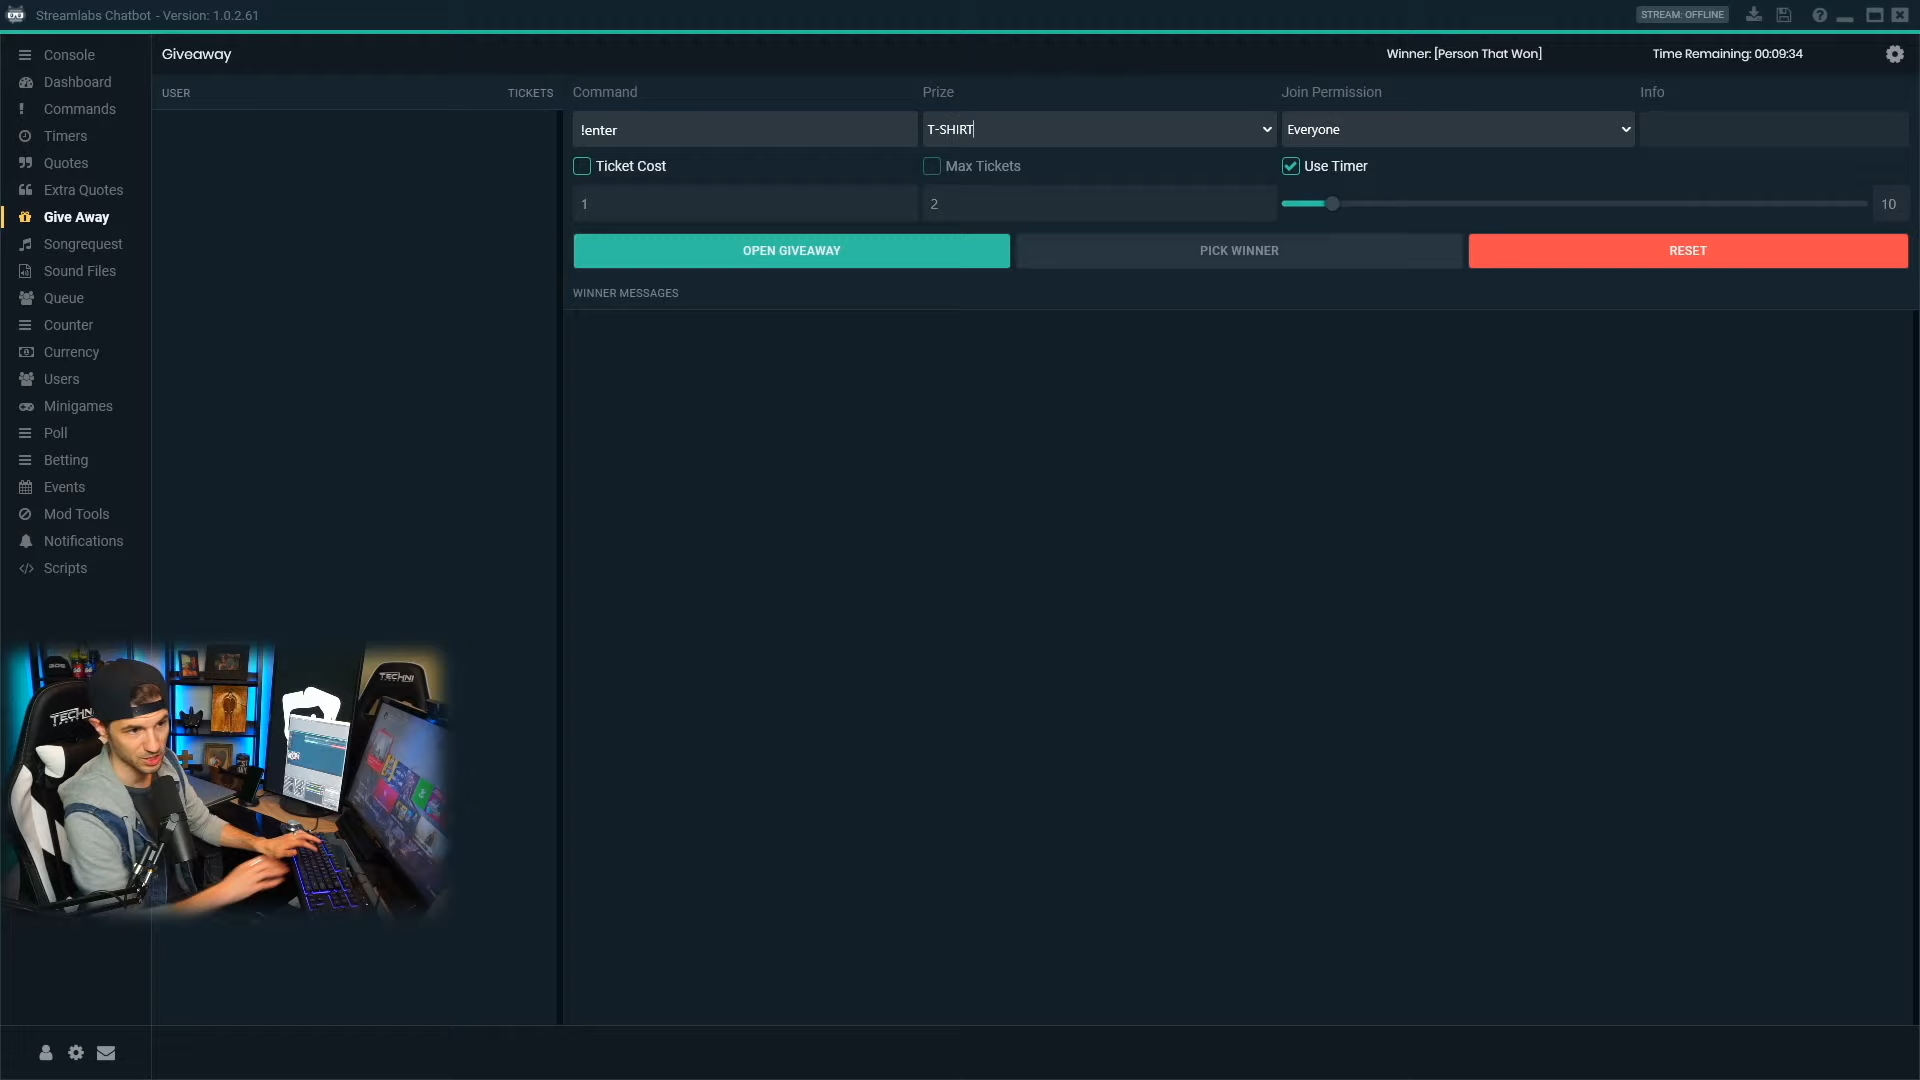 Streamlabs Chatbot - Version: 1.0.2.61
STREAM: OFFLINE
Console
Dashboard
Commands
Timers
Quotes
Extra Quotes
Give Away
Songrequest
Sound Files
Queue
Counter
Currency
Users
Minigames
Poll
Betting
Events
Mod Tools
Notifications
Scripts
Giveaway
Winner: [Person That Won]
Time Remaining: 00:09:34
USER
TICKETS
Command
Prize
Join Permission
Info
!enter
T-SHIRT
Everyone
Ticket Cost
Max Tickets
Use Timer
1
2
10
OPEN GIVEAWAY
PICK WINNER
RESET
WINNER MESSAGES
TECHNI